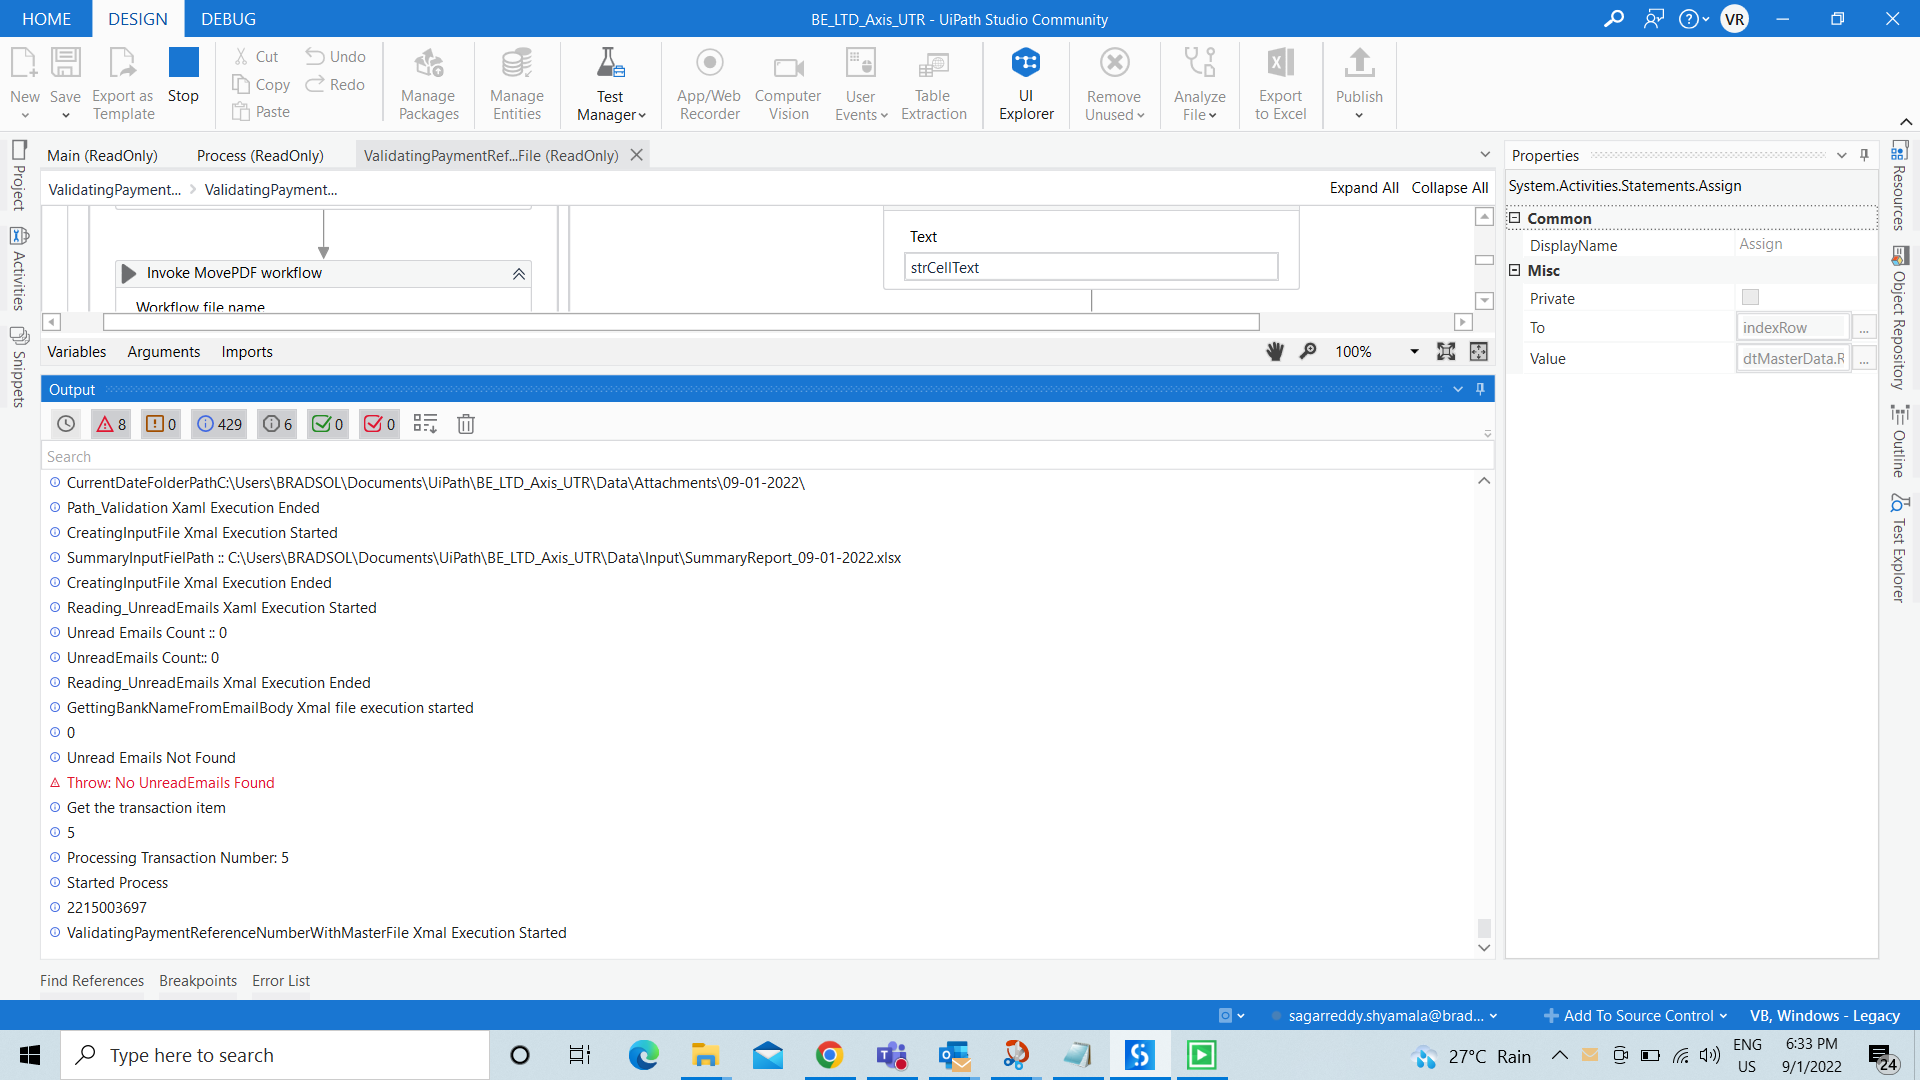 HOME DESIGN DEBUG BE_LTD_Axis_UTR - UiPath Studio Community VR
New Save Export as Template Stop Cut Copy Paste Undo Redo Manage Packages Manage Entities Test Manager App/Web Recorder Computer Vision User Events Table Extraction UI Explorer Remove Unused Analyze File Export to Excel Publish
Project
Activities
Snippets
Main (ReadOnly) Process (ReadOnly) ValidatingPaymentRef...File (ReadOnly)
ValidatingPayment... > ValidatingPayment... Expand All Collapse All
Text
strCellText
Invoke MovePDF workflow
Workflow file name
Variables Arguments Imports 100%
Output
8 0 429 6 0 0
Search
CurrentDateFolderPathC:\Users\BRADSOL\Documents\UiPath\BE_LTD_Axis_UTR\Data\Attachments\09-01-2022\
Path_Validation Xaml Execution Ended
CreatingInputFile Xmal Execution Started
SummaryInputFielPath :: C:\Users\BRADSOL\Documents\UiPath\BE_LTD_Axis_UTR\Data\Input\SummaryReport_09-01-2022.xlsx
CreatingInputFile Xmal Execution Ended
Reading_UnreadEmails Xaml Execution Started
Unread Emails Count :: 0
UnreadEmails Count:: 0
Reading_UnreadEmails Xmal Execution Ended
GettingBankNameFromEmailBody Xmal file execution started
0
Unread Emails Not Found
Throw: No UnreadEmails Found
Get the transaction item
5
Processing Transaction Number: 5
Started Process
2215003697
ValidatingPaymentReferenceNumberWithMasterFile Xmal Execution Started
Find References Breakpoints Error List
Properties
System.Activities.Statements.Assign
Common
DisplayName Assign
Misc
Private
To indexRow ...
Value dtMasterData.R ...
Resources
Object Repository
Outline
Test Explorer
sagarreddy.shyamala@brad... Add To Source Control VB, Windows - Legacy
Type here to search 27°C Rain ENG US 6:33 PM 9/1/2022 24